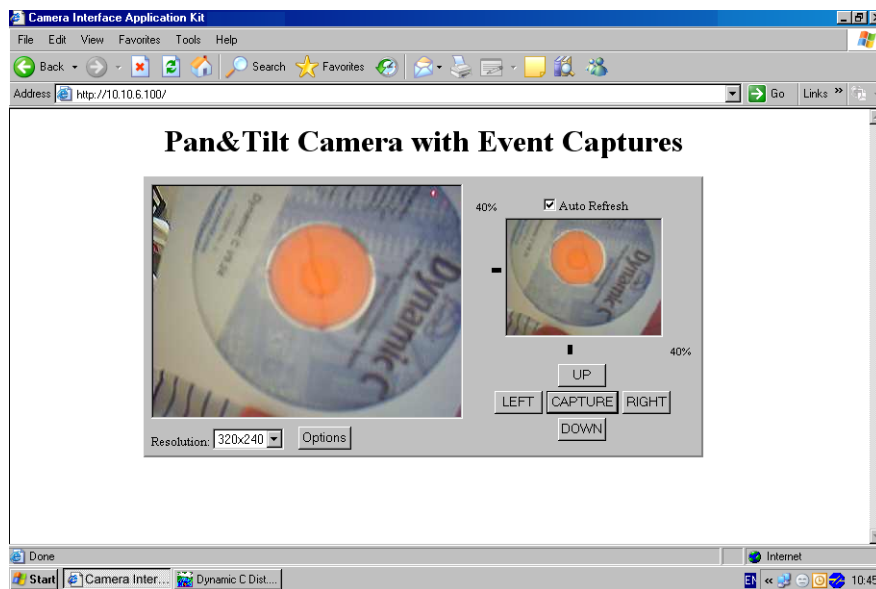 Camera Interface Application Kit
File Edit View Favorites Tools Help
Back Search Favorites
Address http://10.10.6.100/ Go Links »
Pan&Tilt Camera with Event Captures
40% Auto Refresh
Dynamic C
Dynamic C
40%
UP
LEFT CAPTURE RIGHT
DOWN
Resolution: 320x240 Options
Done Internet
Start Camera Inter... Dynamic C Dist.... EN « 10:45